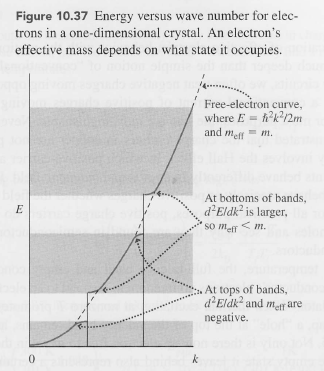 Figure 10.37 Energy versus wave number for elec-
trons in a one-dimensional crystal. An electron's
effective mass depends on what state it occupies.
Free-electron curve,
where E = ħ²k²/2m
and m_eff = m.
E
At bottoms of bands,
d²E/dk² is larger,
so m_eff < m.
At tops of bands,
d²E/dk² and m_eff are
negative.
0
k